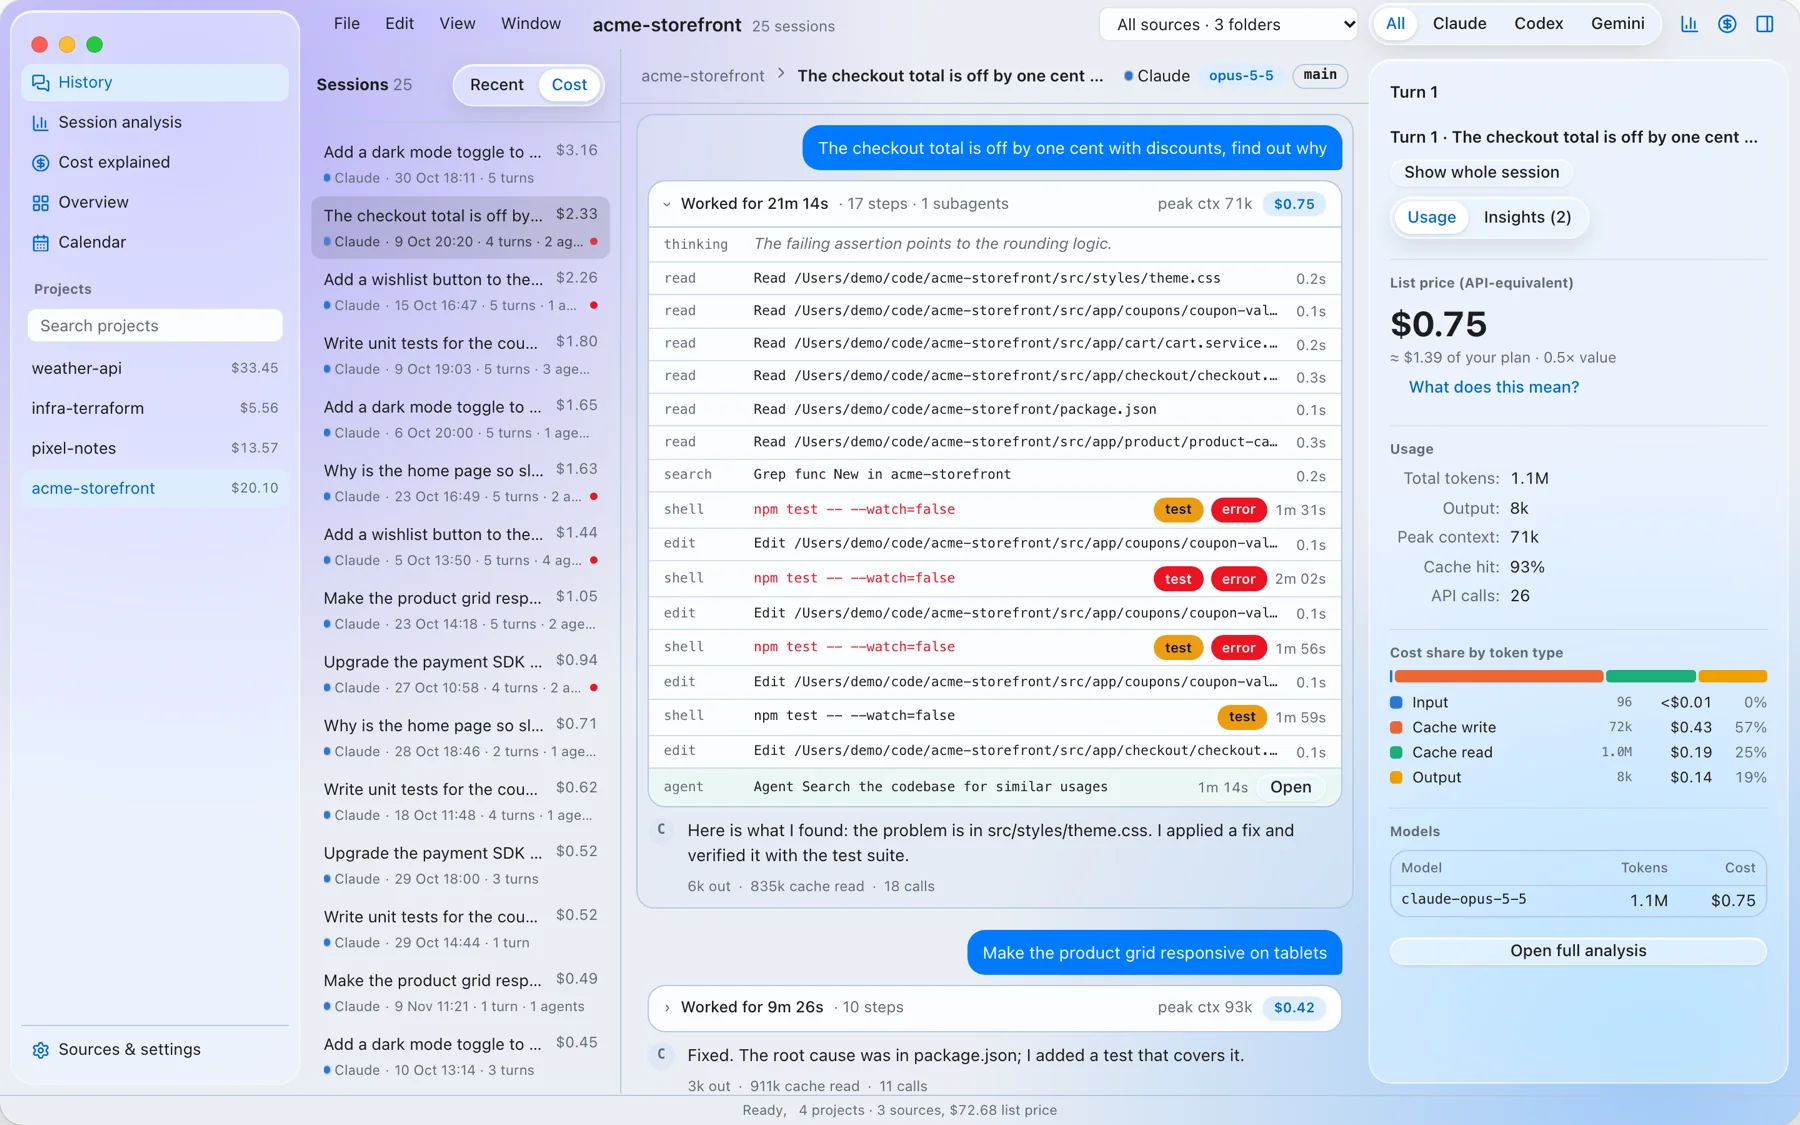 File Edit View Window
acme-storefront 25 sessions
All sources · 3 folders
All Claude Codex Gemini
History
Session analysis
Cost explained
Overview
Calendar
Projects
Search projects
weather-api $33.45
infra-terraform $5.56
pixel-notes $13.57
acme-storefront $20.10
Sources & settings
Sessions 25
Recent Cost
Add a dark mode toggle to ... $3.16
Claude · 30 Oct 18:11 · 5 turns
The checkout total is off by... $2.33
Claude · 9 Oct 20:20 · 4 turns · 2 ag...
Add a wishlist button to the... $2.26
Claude · 15 Oct 16:47 · 5 turns · 1 a...
Write unit tests for the cou... $1.80
Claude · 9 Oct 19:03 · 5 turns · 3 age...
Add a dark mode toggle to ... $1.65
Claude · 6 Oct 20:00 · 5 turns · 1 age...
Why is the home page so sl... $1.63
Claude · 23 Oct 16:49 · 5 turns · 2 a...
Add a wishlist button to the... $1.44
Claude · 5 Oct 13:50 · 5 turns · 4 ag...
Make the product grid resp... $1.05
Claude · 23 Oct 14:18 · 5 turns · 2 age...
Upgrade the payment SDK ... $0.94
Claude · 27 Oct 10:58 · 4 turns · 2 a...
Why is the home page so sl... $0.71
Claude · 28 Oct 18:46 · 2 turns · 1 age...
Write unit tests for the cou... $0.62
Claude · 18 Oct 11:48 · 4 turns · 1 age...
Upgrade the payment SDK ... $0.52
Claude · 29 Oct 18:00 · 3 turns
Write unit tests for the cou... $0.52
Claude · 29 Oct 14:44 · 1 turn
Make the product grid resp... $0.49
Claude · 9 Nov 11:21 · 1 turn · 1 agents
Add a dark mode toggle to ... $0.45
Claude · 10 Oct 13:14 · 3 turns
acme-storefront > The checkout total is off by one cent ... Claude opus-5-5 main
The checkout total is off by one cent with discounts, find out why
Worked for 21m 14s · 17 steps · 1 subagents peak ctx 71k $0.75
thinking The failing assertion points to the rounding logic.
read Read /Users/demo/code/acme-storefront/src/styles/theme.css 0.2s
read Read /Users/demo/code/acme-storefront/src/app/coupons/coupon-val… 0.1s
read Read /Users/demo/code/acme-storefront/src/app/cart/cart.service.… 0.2s
read Read /Users/demo/code/acme-storefront/src/app/checkout/checkout.… 0.3s
read Read /Users/demo/code/acme-storefront/package.json 0.1s
read Read /Users/demo/code/acme-storefront/src/app/product/product-ca… 0.3s
search Grep func New in acme-storefront 0.2s
shell npm test -- --watch=false test error 1m 31s
edit Edit /Users/demo/code/acme-storefront/src/app/coupons/coupon-val… 0.1s
shell npm test -- --watch=false test error 2m 02s
edit Edit /Users/demo/code/acme-storefront/src/app/coupons/coupon-val… 0.1s
shell npm test -- --watch=false test error 1m 56s
edit Edit /Users/demo/code/acme-storefront/src/app/coupons/coupon-val… 0.1s
shell npm test -- --watch=false test 1m 59s
edit Edit /Users/demo/code/acme-storefront/src/app/checkout/checkout.… 0.1s
agent Agent Search the codebase for similar usages 1m 14s Open
C Here is what I found: the problem is in src/styles/theme.css. I applied a fix and
verified it with the test suite.
6k out · 835k cache read · 18 calls
Make the product grid responsive on tablets
Worked for 9m 26s · 10 steps peak ctx 93k $0.42
C Fixed. The root cause was in package.json; I added a test that covers it.
3k out · 911k cache read · 11 calls
Turn 1
Turn 1 · The checkout total is off by one cent ...
Show whole session
Usage Insights (2)
List price (API-equivalent)
$0.75
≈ $1.39 of your plan · 0.5× value
What does this mean?
Usage
Total tokens: 1.1M
Output: 8k
Peak context: 71k
Cache hit: 93%
API calls: 26
Cost share by token type
Input 96 <$0.01 0%
Cache write 72k $0.43 57%
Cache read 1.0M $0.19 25%
Output 8k $0.14 19%
Models
Model Tokens Cost
claude-opus-5-5 1.1M $0.75
Open full analysis
Ready, 4 projects · 3 sources, $72.68 list price